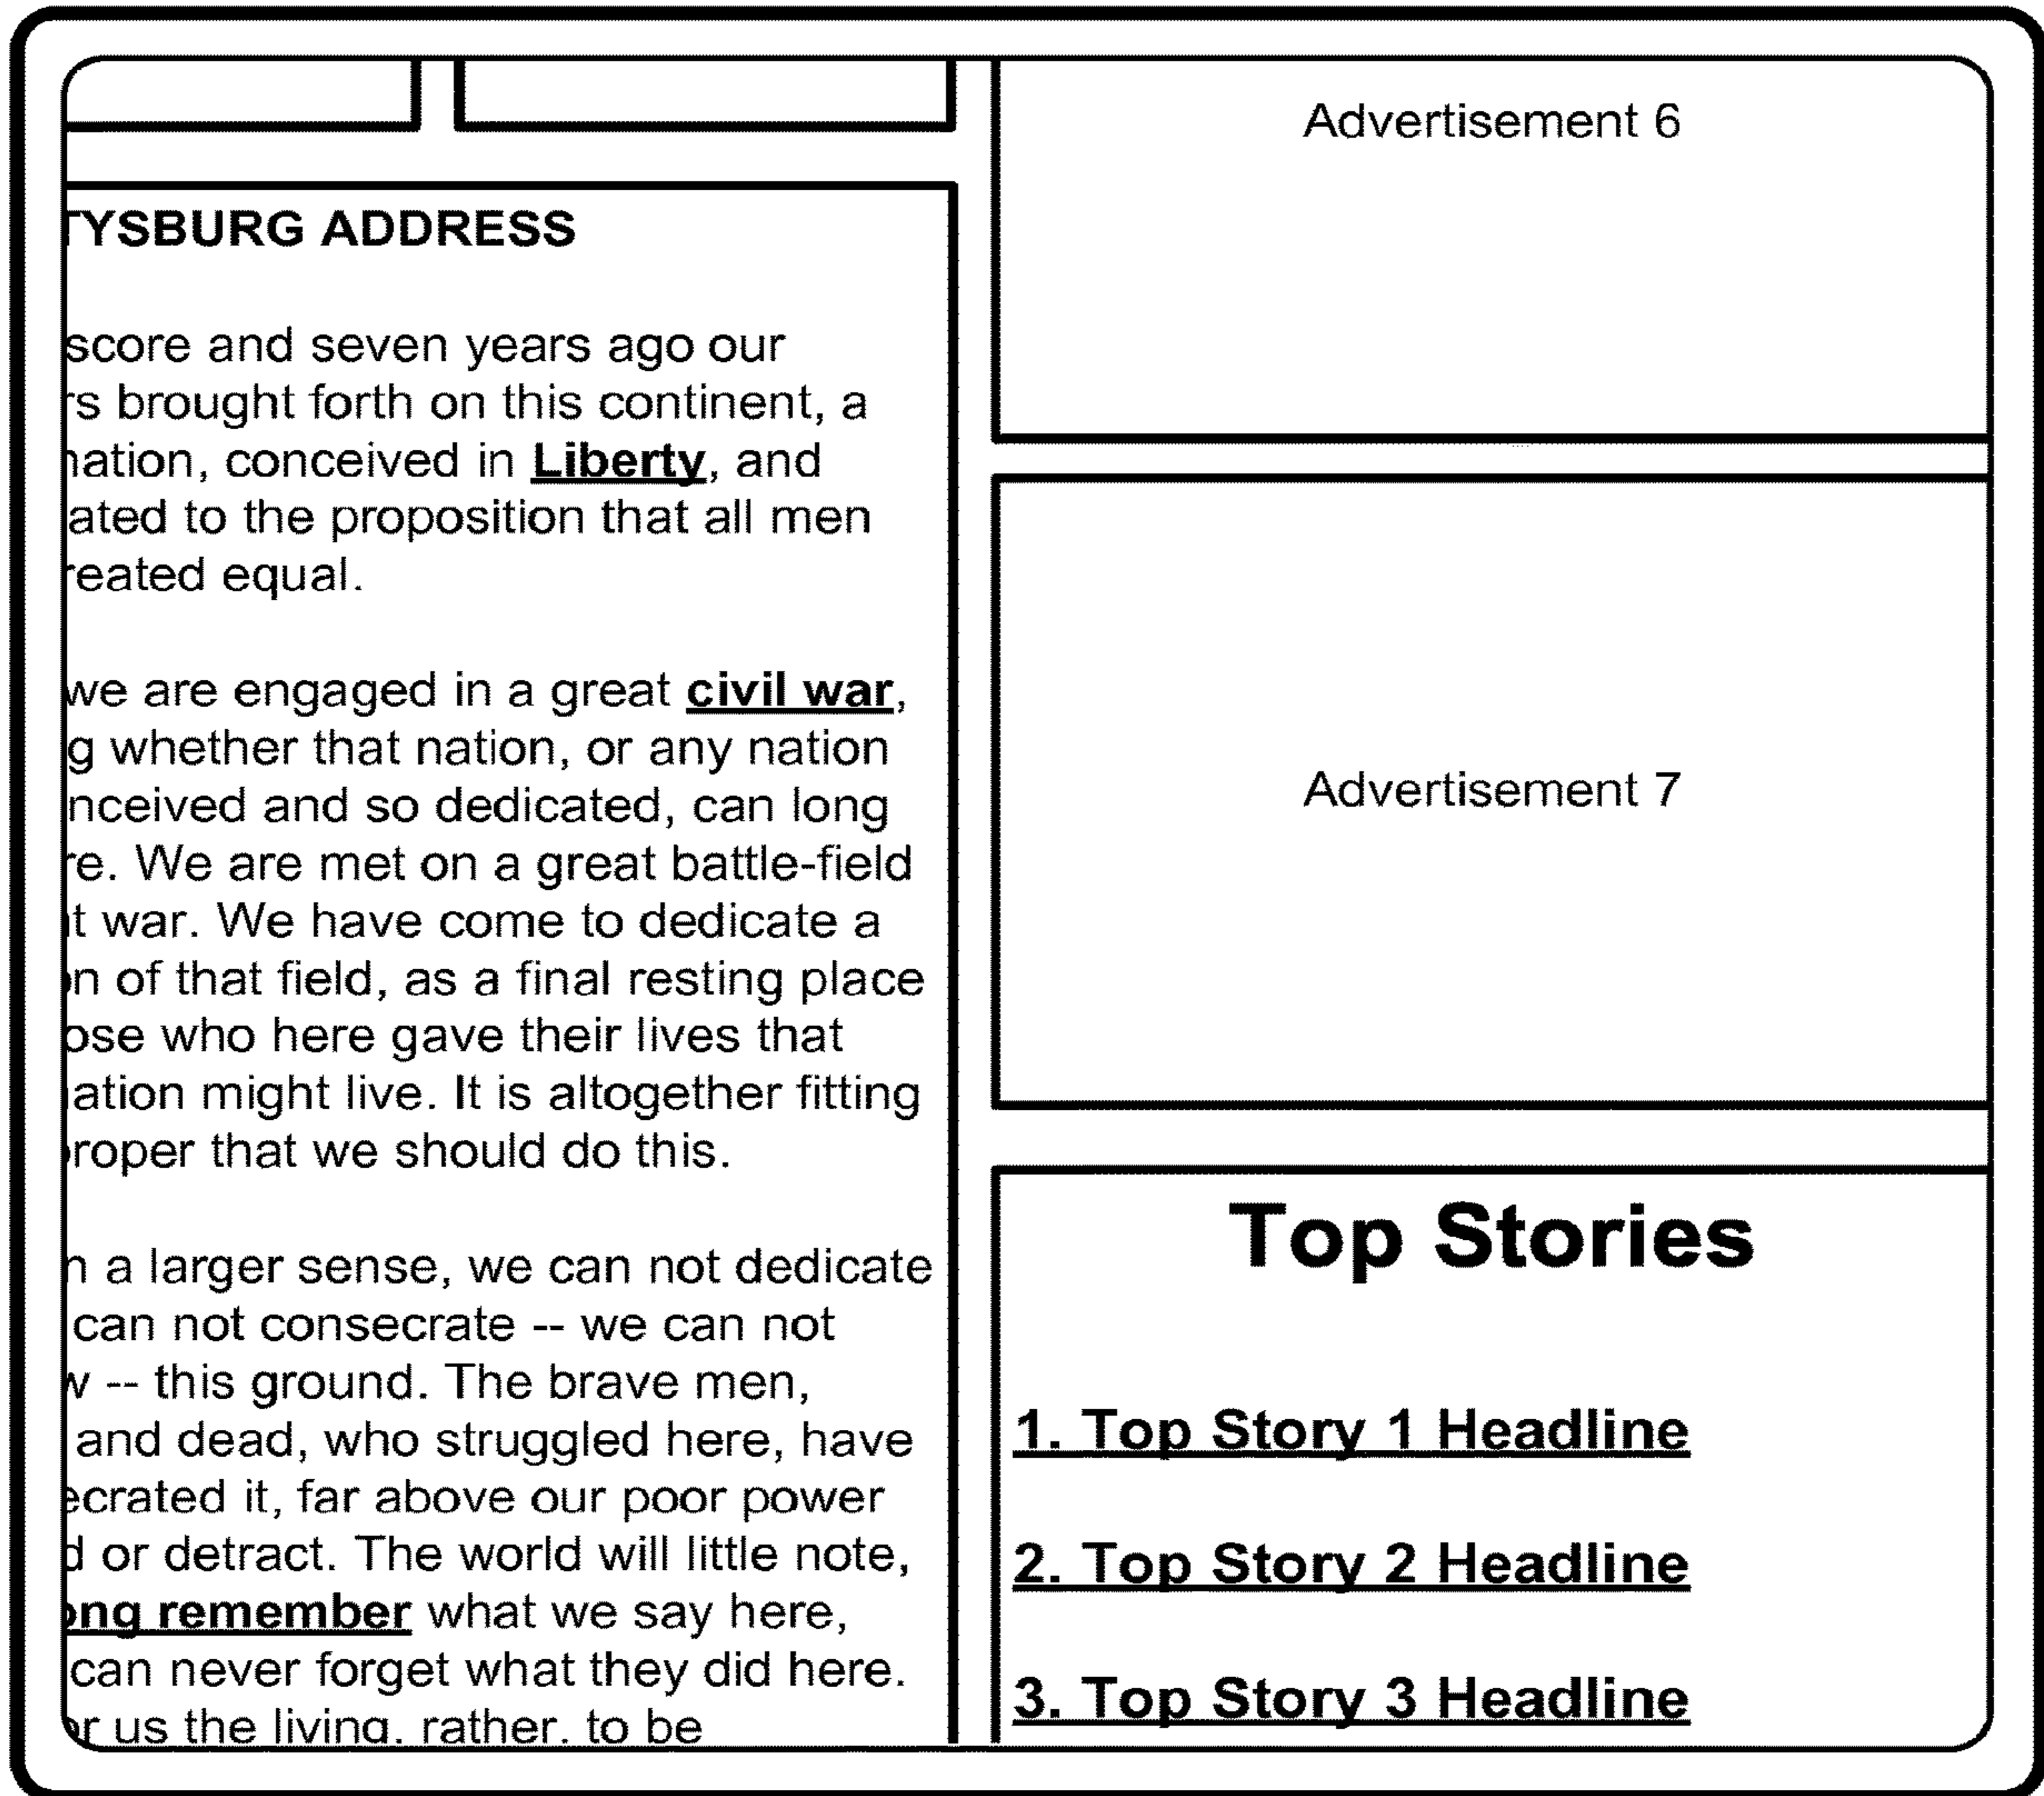 TYSBURG ADDRESS
score and seven years ago our
rs brought forth on this continent, a
nation, conceived in Liberty, and
ated to the proposition that all men
reated equal.
we are engaged in a great civil war,
g whether that nation, or any nation
nceived and so dedicated, can long
re. We are met on a great battle-field
t war. We have come to dedicate a
on of that field, as a final resting place
ose who here gave their lives that
ation might live. It is altogether fitting
roper that we should do this.
n a larger sense, we can not dedicate
can not consecrate -- we can not
w -- this ground. The brave men,
and dead, who struggled here, have
ecrated it, far above our poor power
d or detract. The world will little note,
ong remember what we say here,
can never forget what they did here.
or us the living, rather, to be
Advertisement 6
Advertisement 7
Top Stories
1. Top Story 1 Headline
2. Top Story 2 Headline
3. Top Story 3 Headline